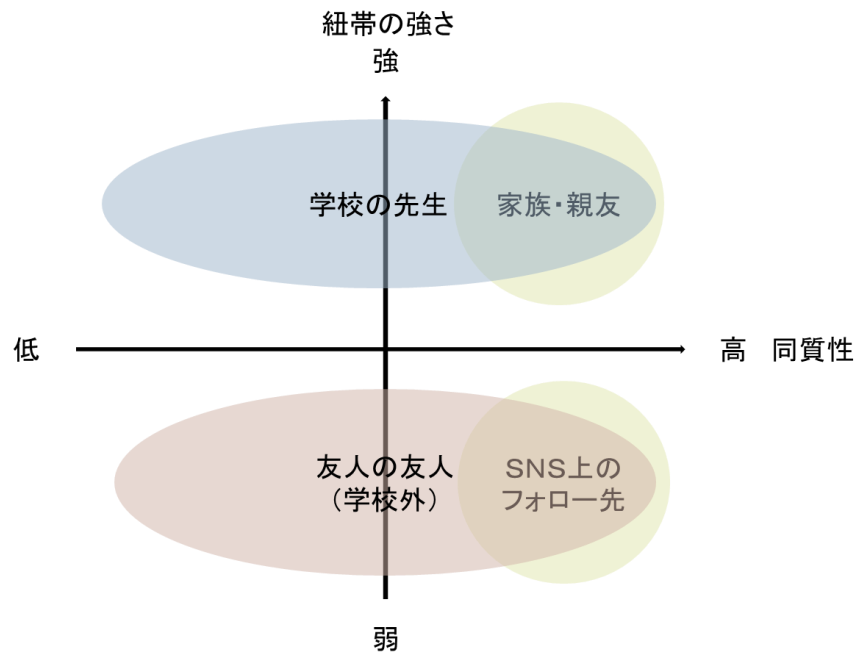 紐帯の強さ
強
学校の先生
家族・親友
低
高　同質性
友人の友人
（学校外）
SNS上の
フォロー先
弱